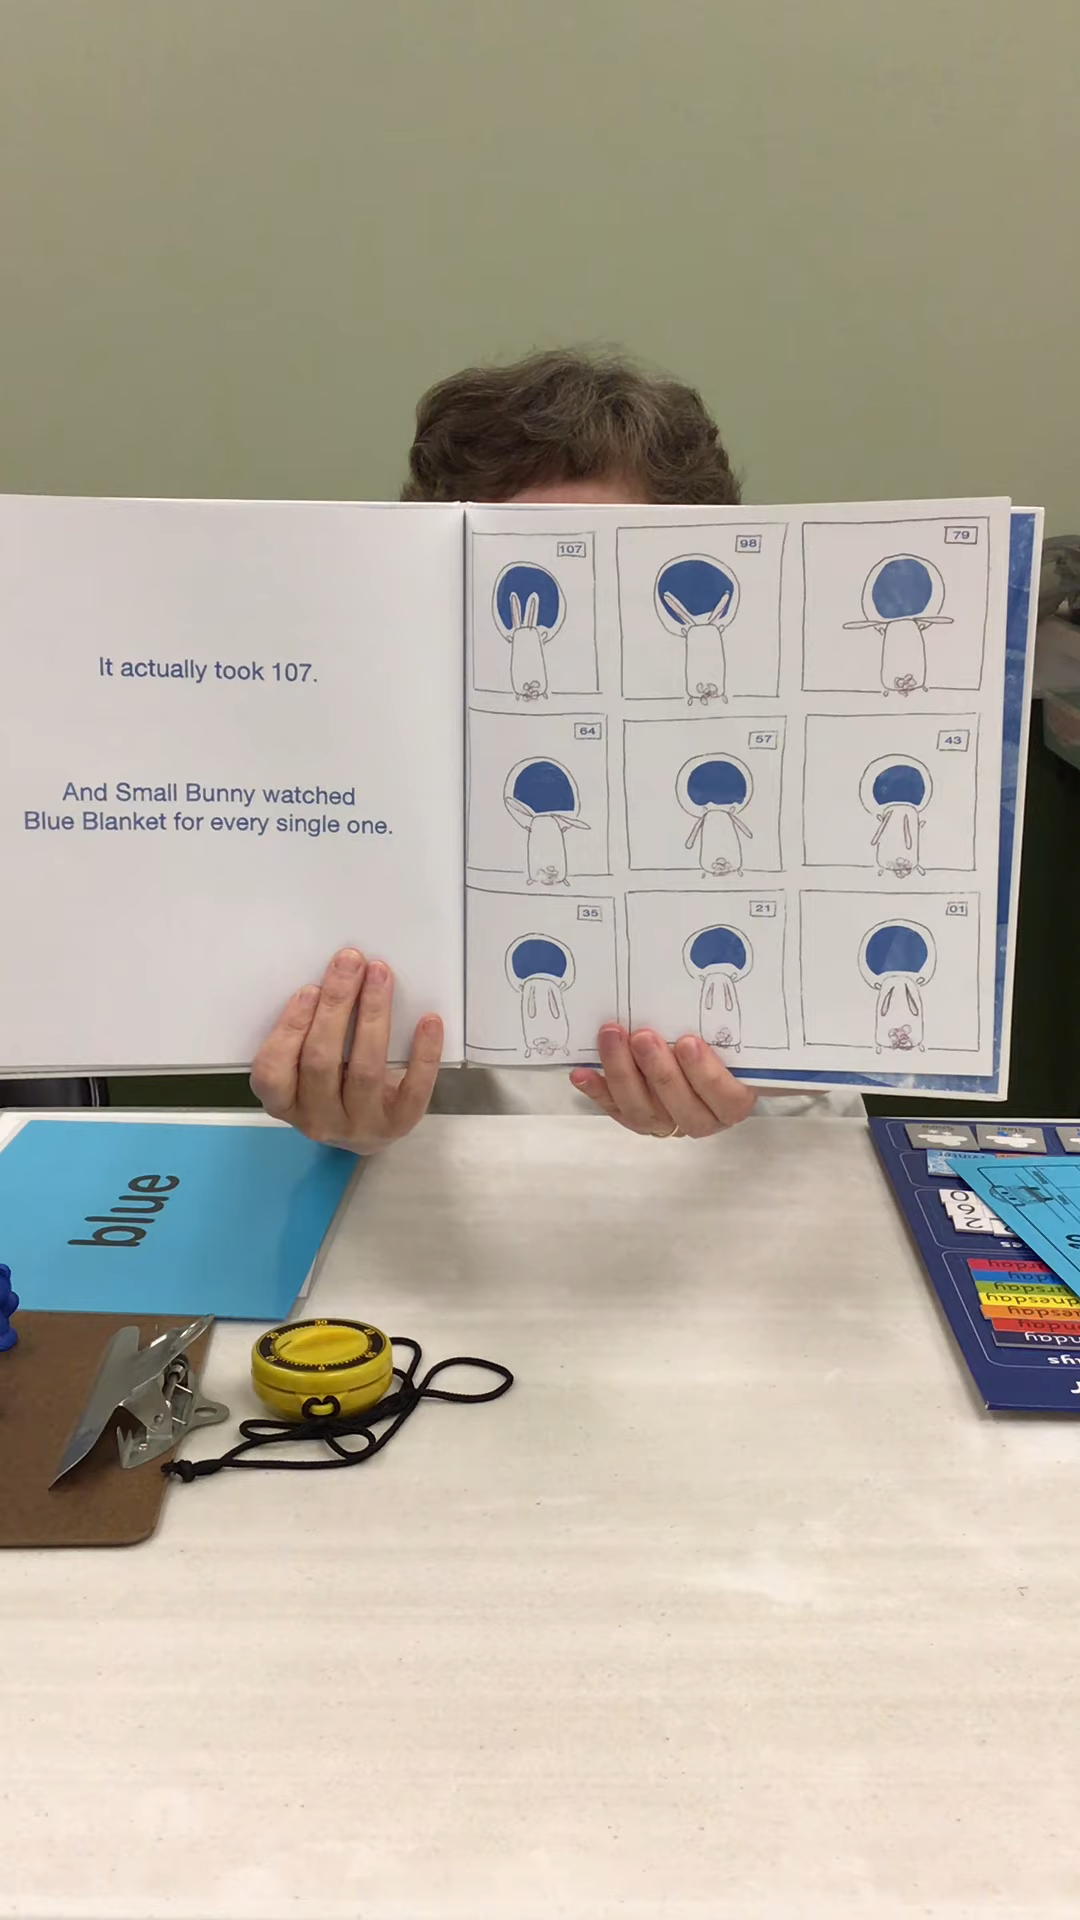 It actually took 107.
And Small Bunny watched
Blue Blanket for every single one.
107
98
79
64
57
43
35
21
01
blue